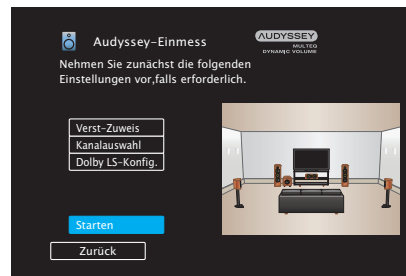 Audyssey-Einmess
AUDYSSEY
MULTEQ
DYNAMIC VOLUME
Nehmen Sie zunächst die folgenden
Einstellungen vor,falls erforderlich.
Verst-Zuweis
Kanalauswahl
Dolby LS-Konfig.
Starten
Zurück